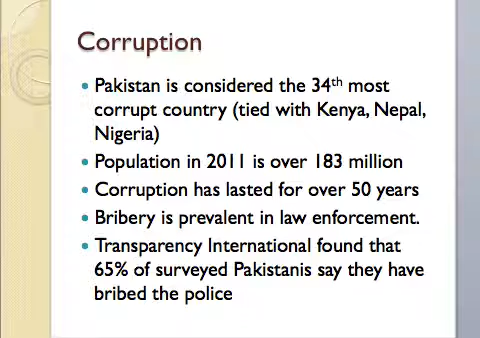 Corruption
• Pakistan is considered the 34th most
corrupt country (tied with Kenya, Nepal,
Nigeria)
• Population in 2011 is over 183 million
• Corruption has lasted for over 50 years
• Bribery is prevalent in law enforcement.
• Transparency International found that
65% of surveyed Pakistanis say they have
bribed the police